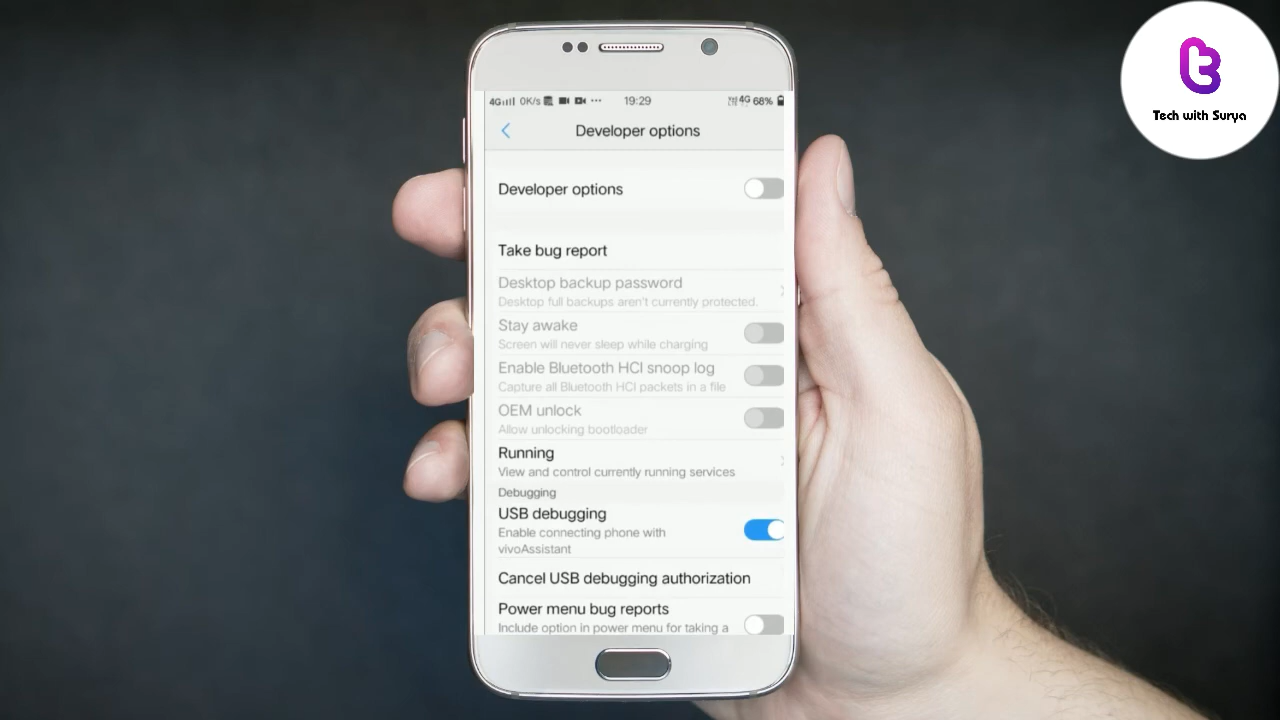 Tech with Surya
4G 0K/s ... 19:29 4G 68%
Developer options
Developer options
Take bug report
Desktop backup password
Desktop full backups aren't currently protected.
Stay awake
Screen will never sleep while charging
Enable Bluetooth HCI snoop log
Capture all Bluetooth HCI packets in a file
OEM unlock
Allow unlocking bootloader
Running
View and control currently running services
Debugging
USB debugging
Enable connecting phone with
vivoAssistant
Cancel USB debugging authorization
Power menu bug reports
Include option in power menu for taking a